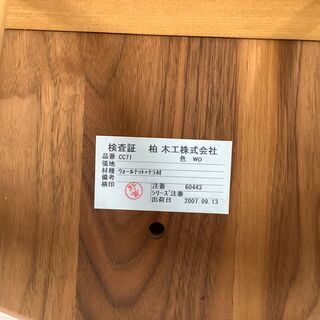 検査証 柏木工株式会社
品番 CC71 色 WO
張地
材種 ウォールナット+ナラ材
備考
検印 注番 60443
シリーズ注番
出荷日 2007.09.13